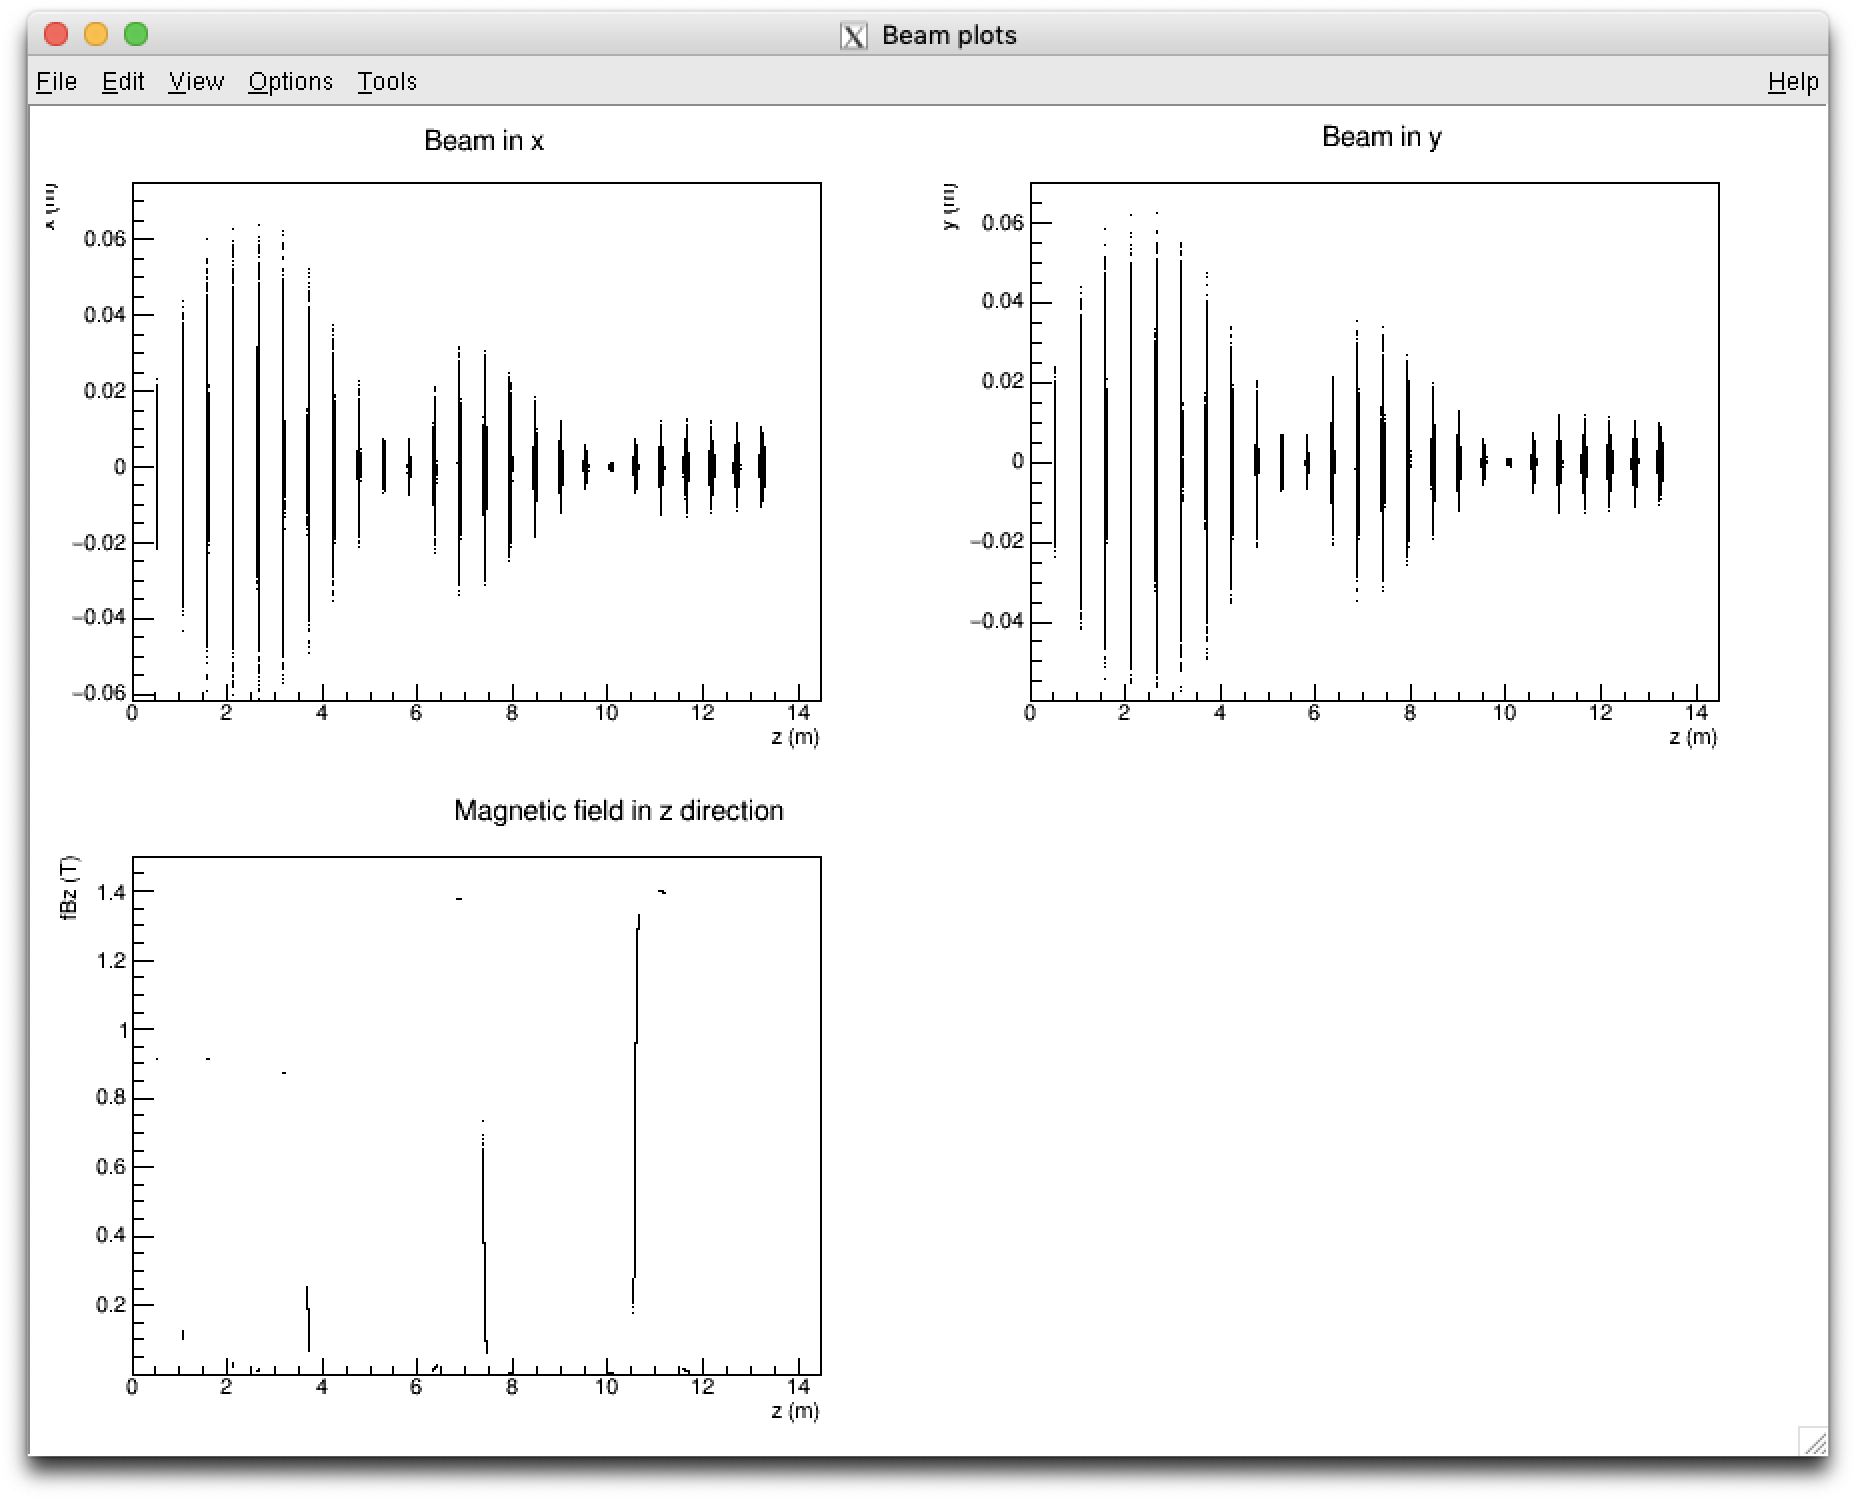 Beam plots
File Edit View Options Tools Help
Beam in x
0.06
0.04
0.02
0
−0.02
−0.04
−0.06
0 2 4 6 8 10 12 14
z (m)
Beam in y
y (m)
0.06
0.04
0.02
0
−0.02
−0.04
0 2 4 6 8 10 12 14
z (m)
Magnetic field in z direction
fBz (T)
1.4
1.2
1
0.8
0.6
0.4
0.2
0 2 4 6 8 10 12 14
z (m)